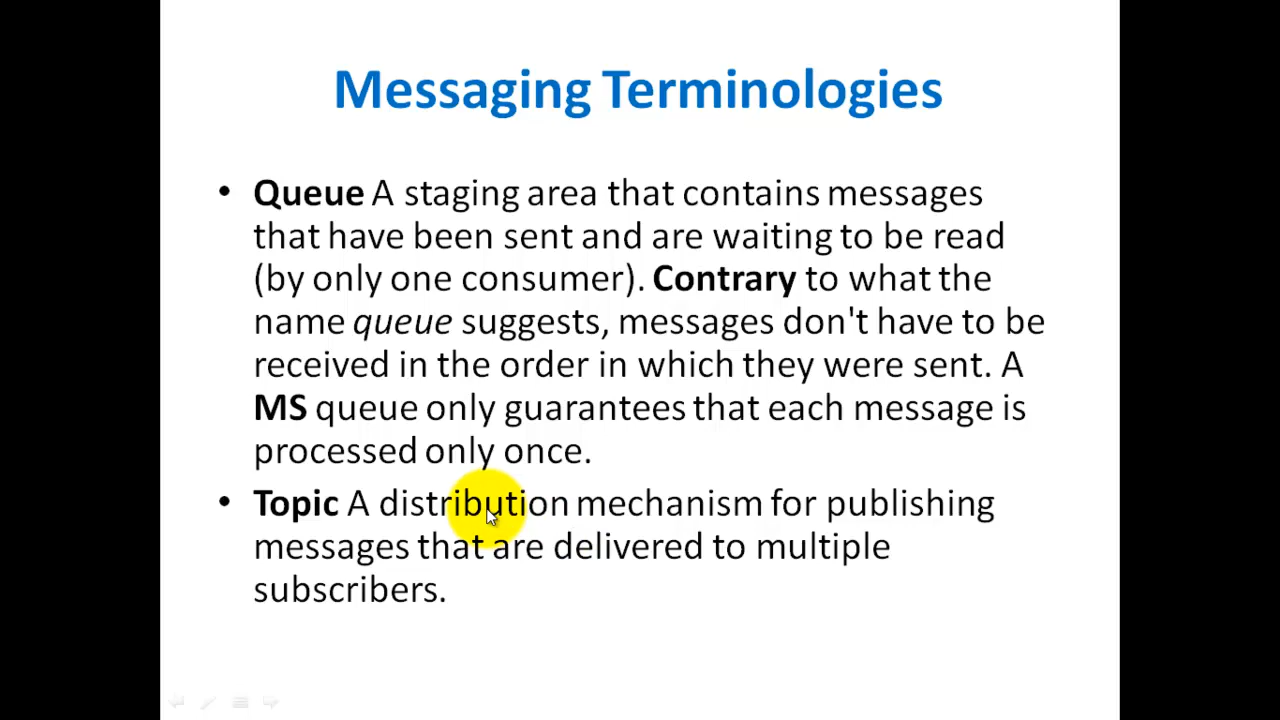 Messaging Terminologies
• Queue A staging area that contains messages
that have been sent and are waiting to be read
(by only one consumer). Contrary to what the
name queue suggests, messages don't have to be
received in the order in which they were sent. A
MS queue only guarantees that each message is
processed only once.
• Topic A distribution mechanism for publishing
messages that are delivered to multiple
subscribers.